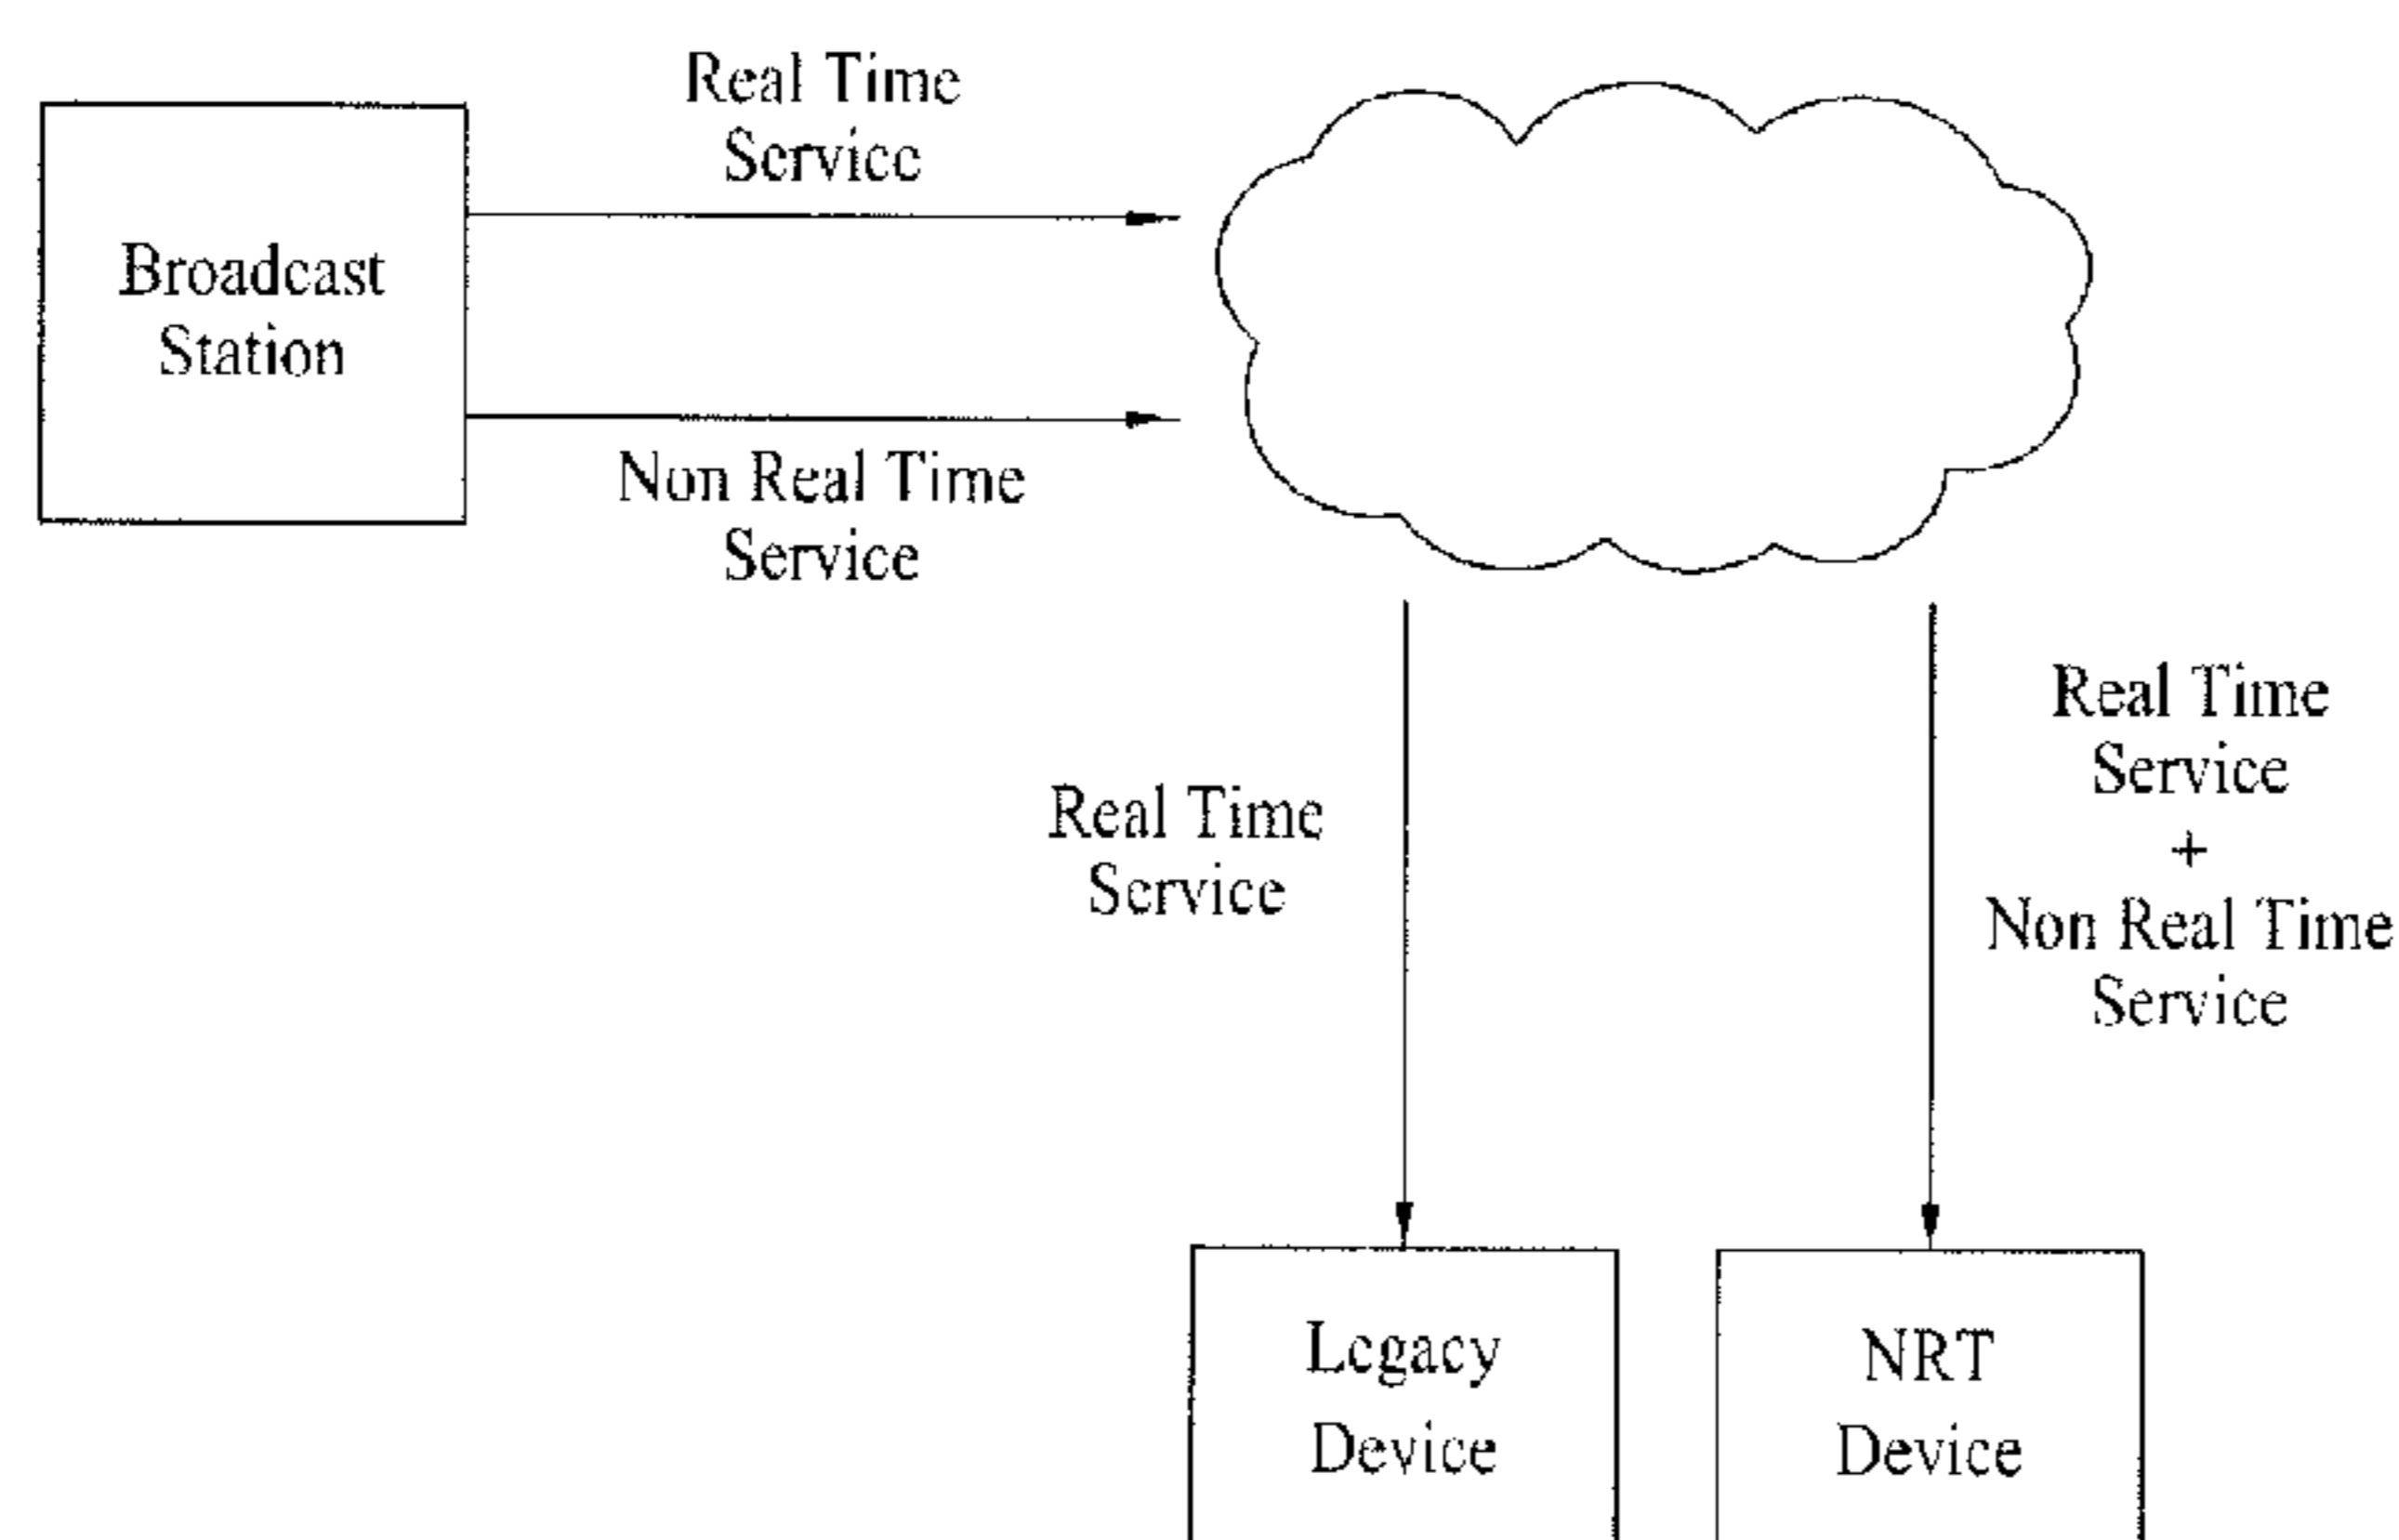 Real Time
Service
Broadcast
Station
Non Real Time
Service
Real Time
Service
+
Non Real Time
Service
Real Time
Service
Legacy
Device
NRT
Device